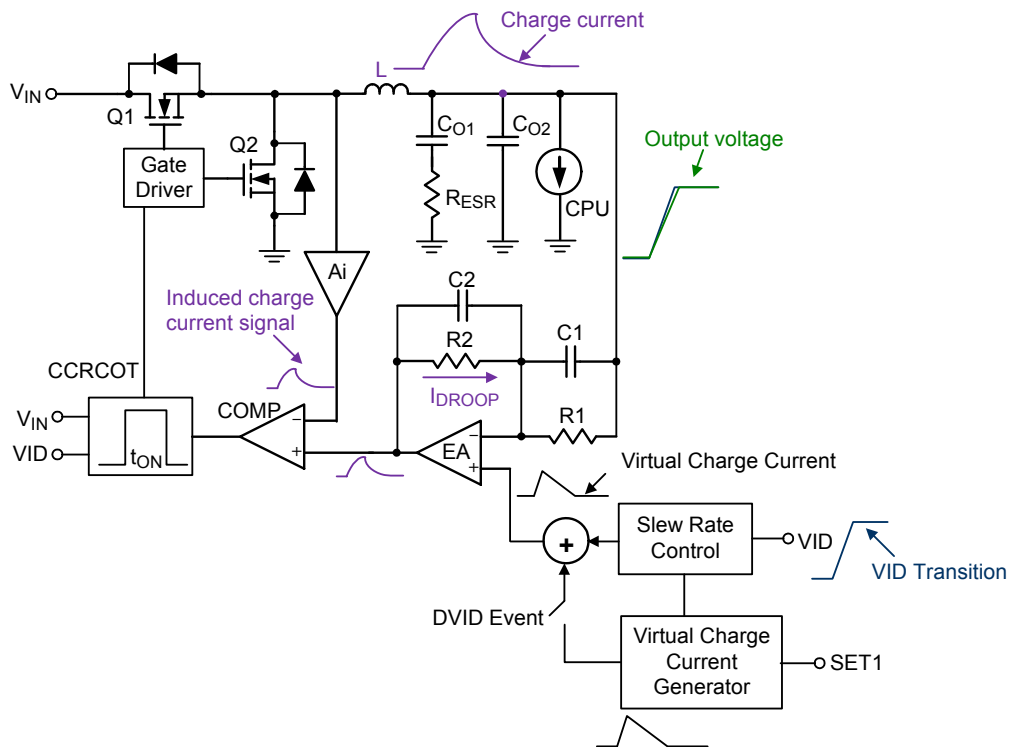 Charge current
L
VIN
Q1
CO1
CO2
Q2
Output voltage
Gate
Driver
RESR
CPU
Ai
C2
Induced charge
current signal
R2
C1
CCRCOT
IDROOP
COMP
R1
VIN
−
−
VID
tON
+
EA
+
Virtual Charge Current
Slew Rate
Control
+
VID
VID Transition
DVID Event
Virtual Charge
Current
Generator
SET1